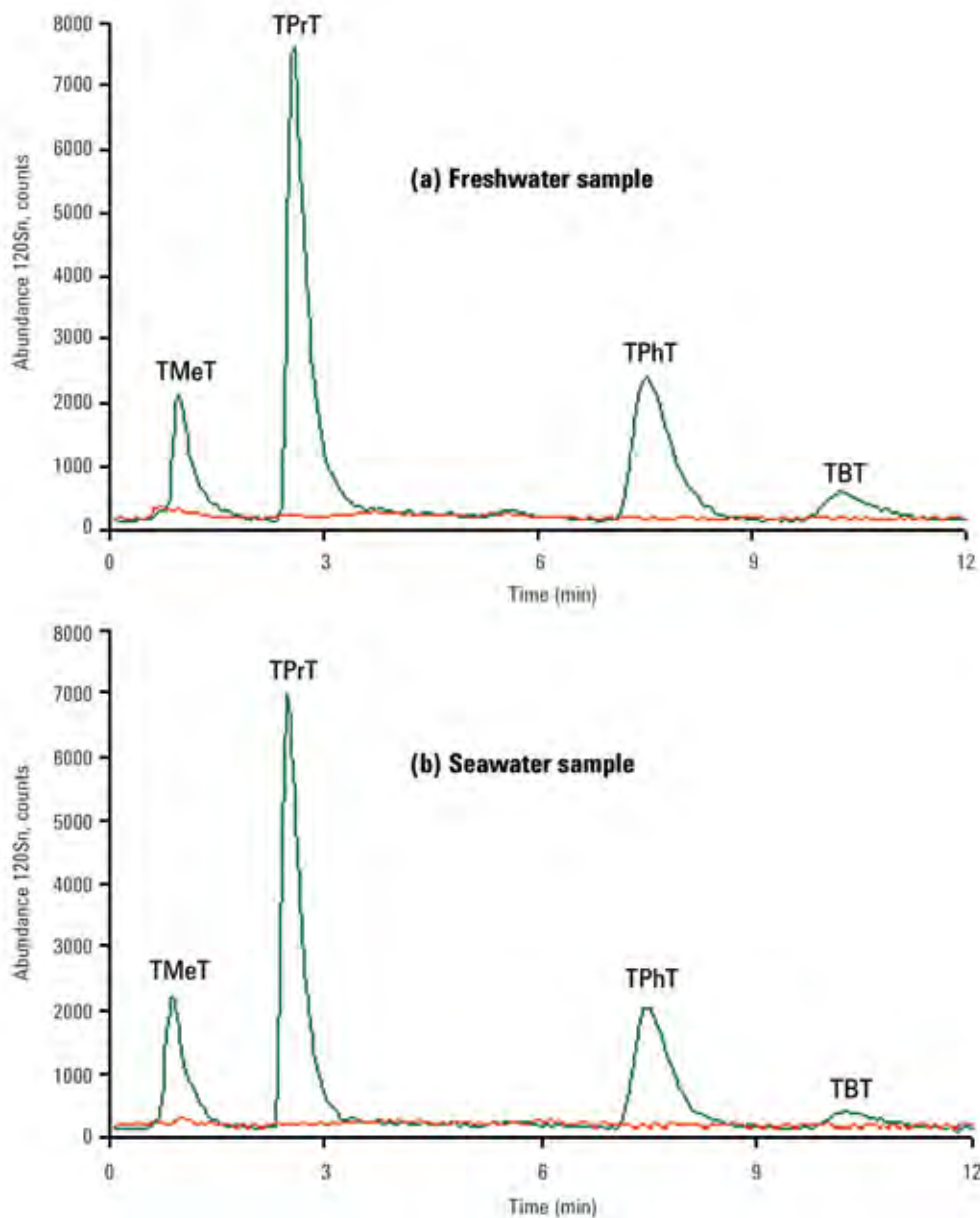 8000
7000
6000
5000
4000
3000
2000
1000
0
Abundance 120Sn, counts
TPrT
(a) Freshwater sample
TMeT
TPhT
TBT
0 3 6 9 12
Time (min)
8000
7000
6000
5000
4000
3000
2000
1000
0
Abundance 120Sn, counts
TPrT
(b) Seawater sample
TMeT
TPhT
TBT
0 3 6 9 12
Time (min)